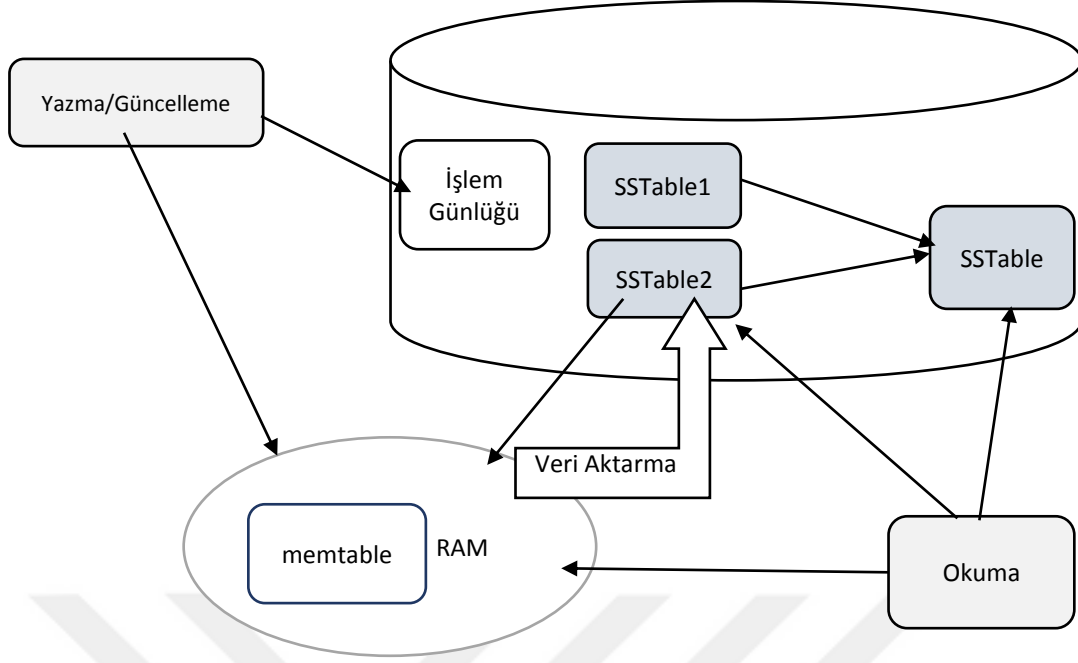 Yazma/Güncelleme
İşlem
Günlüğü
SSTable1
SSTable2
SSTable
Veri Aktarma
memtable
RAM
Okuma